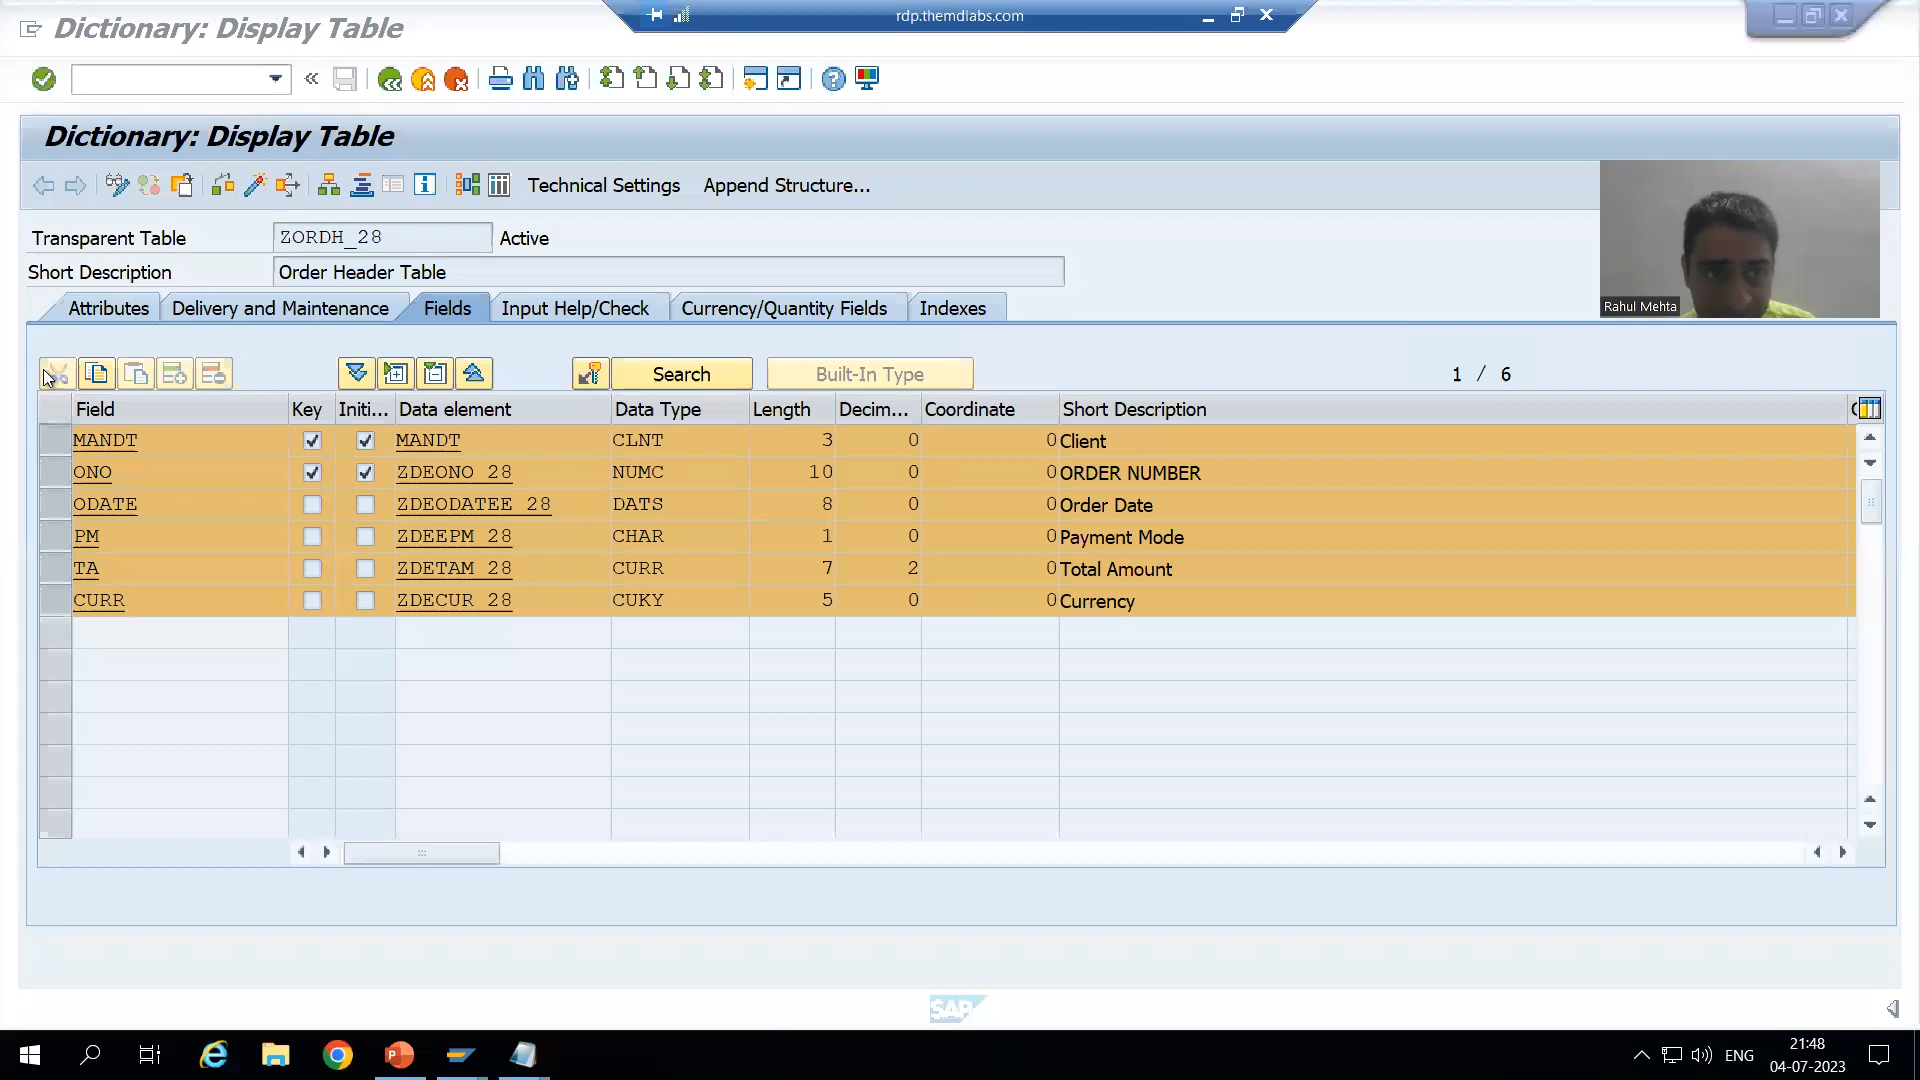 Dictionary: Display Table
rdp.themdlabs.com
Dictionary: Display Table
Technical Settings Append Structure...
Transparent Table ZORDH_28 Active
Short Description Order Header Table
Attributes Delivery and Maintenance Fields Input Help/Check Currency/Quantity Fields Indexes
Rahul Mehta
Search Built-In Type 1 / 6
Field Key Initi... Data element Data Type Length Decim... Coordinate Short Description
MANDT MANDT CLNT 3 0 0 Client
ONO ZDEONO_28 NUMC 10 0 0 ORDER NUMBER
ODATE ZDEODATEE_28 DATS 8 0 0 Order Date
PM ZDEEPM_28 CHAR 1 0 0 Payment Mode
TA ZDETAM_28 CURR 7 2 0 Total Amount
CURR ZDECUR_28 CUKY 5 0 0 Currency
SAP
ENG
21:48
04-07-2023